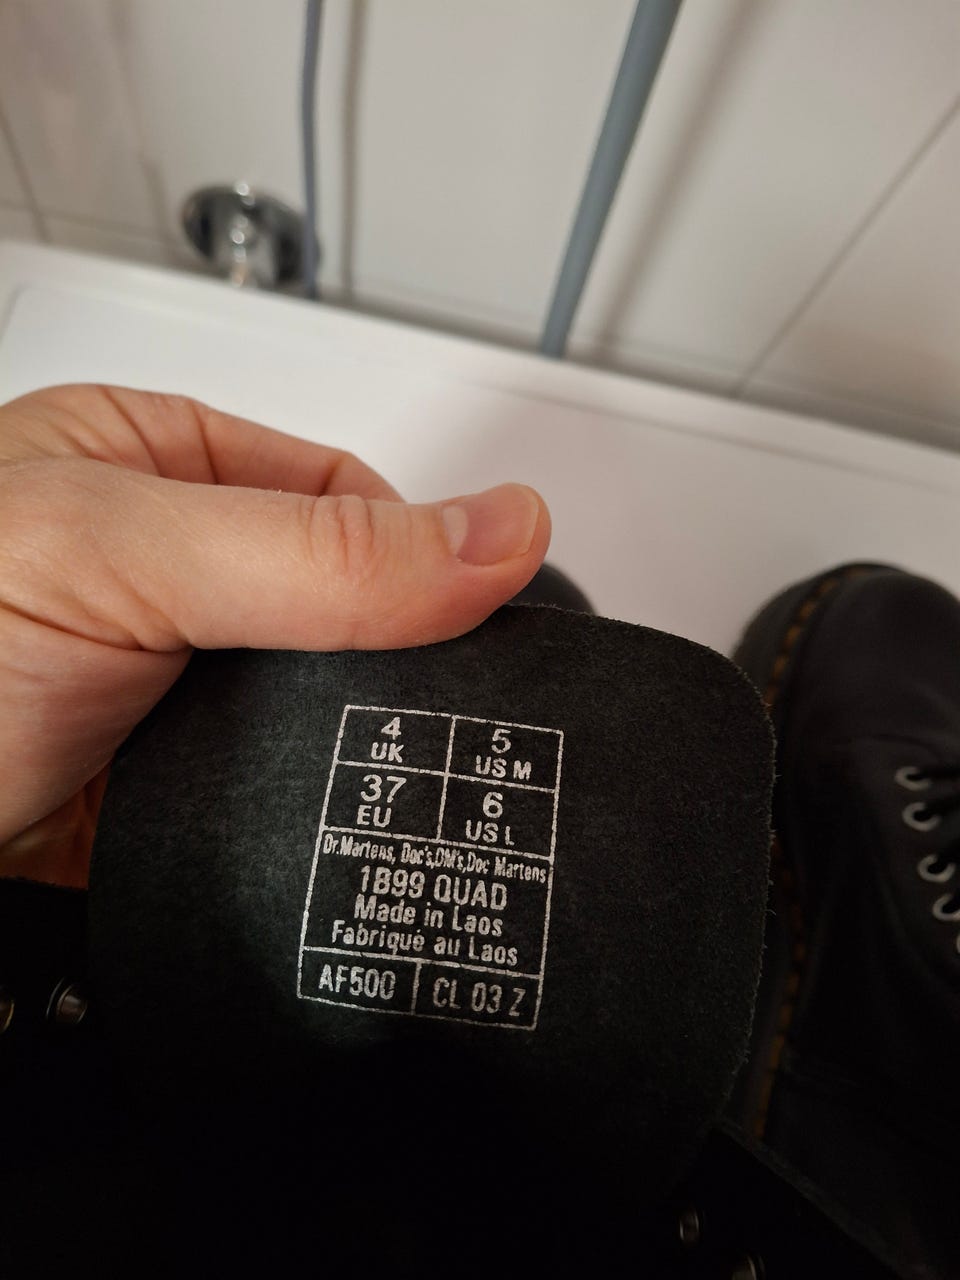 4 5
UK US M
37 6
EU US L
Dr.Martens, Doc's,DM's,Doc Martens
1B99 QUAD
Made in Laos
Fabriqué au Laos
AF500 CL 03 Z